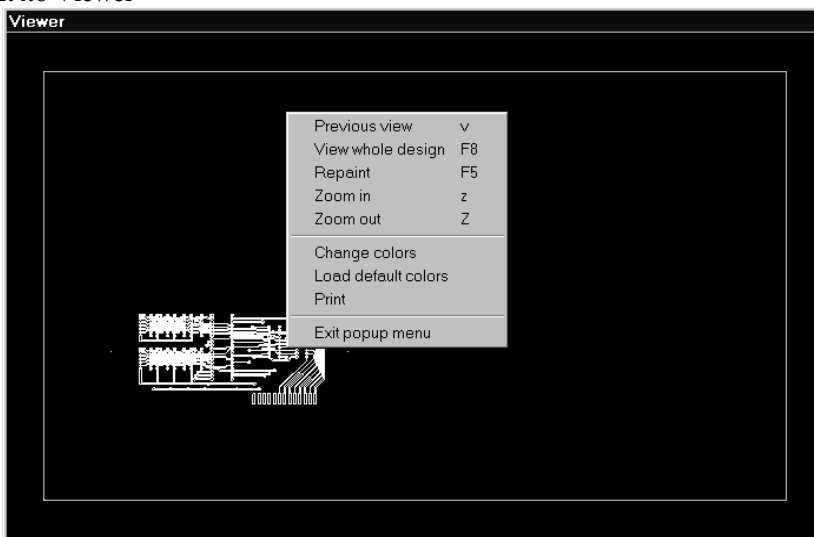 Viewer
Previous view v
View whole design F8
Repaint F5
Zoom in z
Zoom out Z
Change colors
Load default colors
Print
Exit popup menu